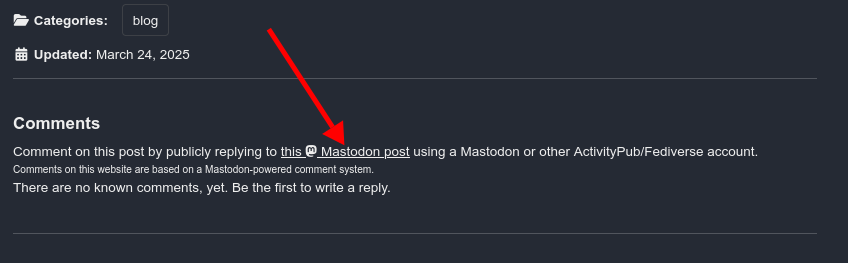 Categories: blog
Updated: March 24, 2025
Comments
Comment on this post by publicly replying to this Mastodon post using a Mastodon or other ActivityPub/Fediverse account.
Comments on this website are based on a Mastodon-powered comment system.
There are no known comments, yet. Be the first to write a reply.